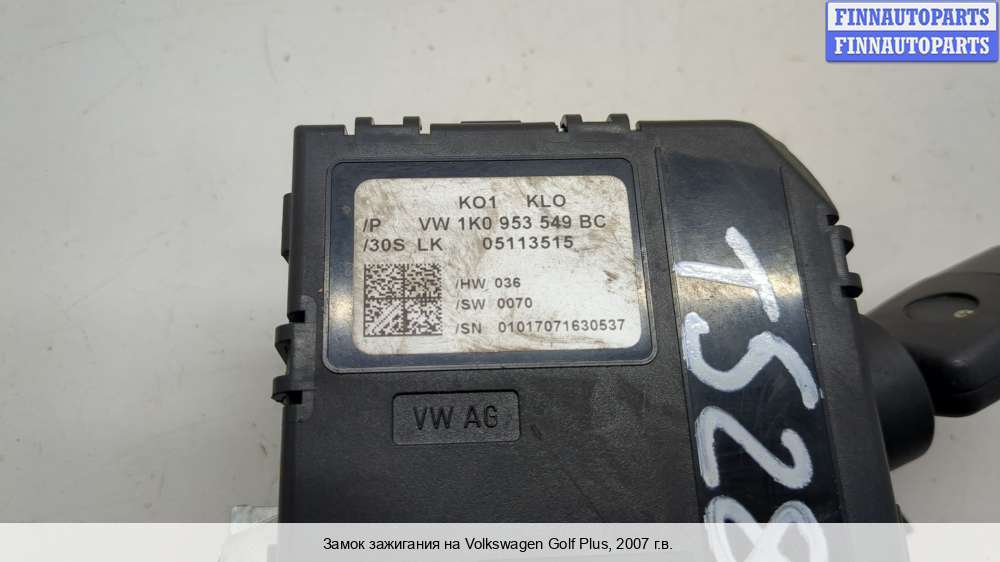 FINNAUTOPARTS
FINNAUTOPARTS
KO1 KLO
/P VW 1K0 953 549 BC
/30S LK 05113515
/HW 036
/SW 0070
/SN 01017071630537
VW AG
T528
Замок зажигания на Volkswagen Golf Plus, 2007 г.в.